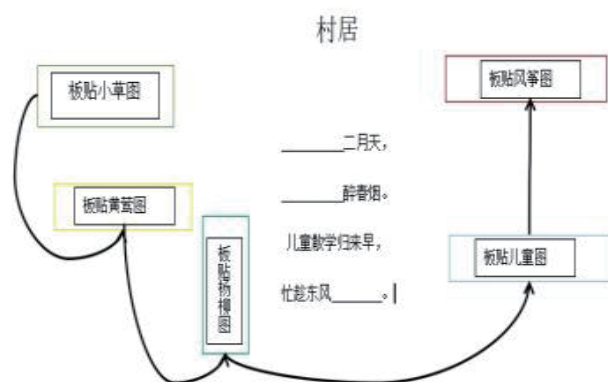 村居
板贴小草图
板贴风筝图
______二月天，
______醉春烟。
板贴黄莺图
板贴杨柳图
儿童散学归来早，
板贴儿童图
忙趁东风______。